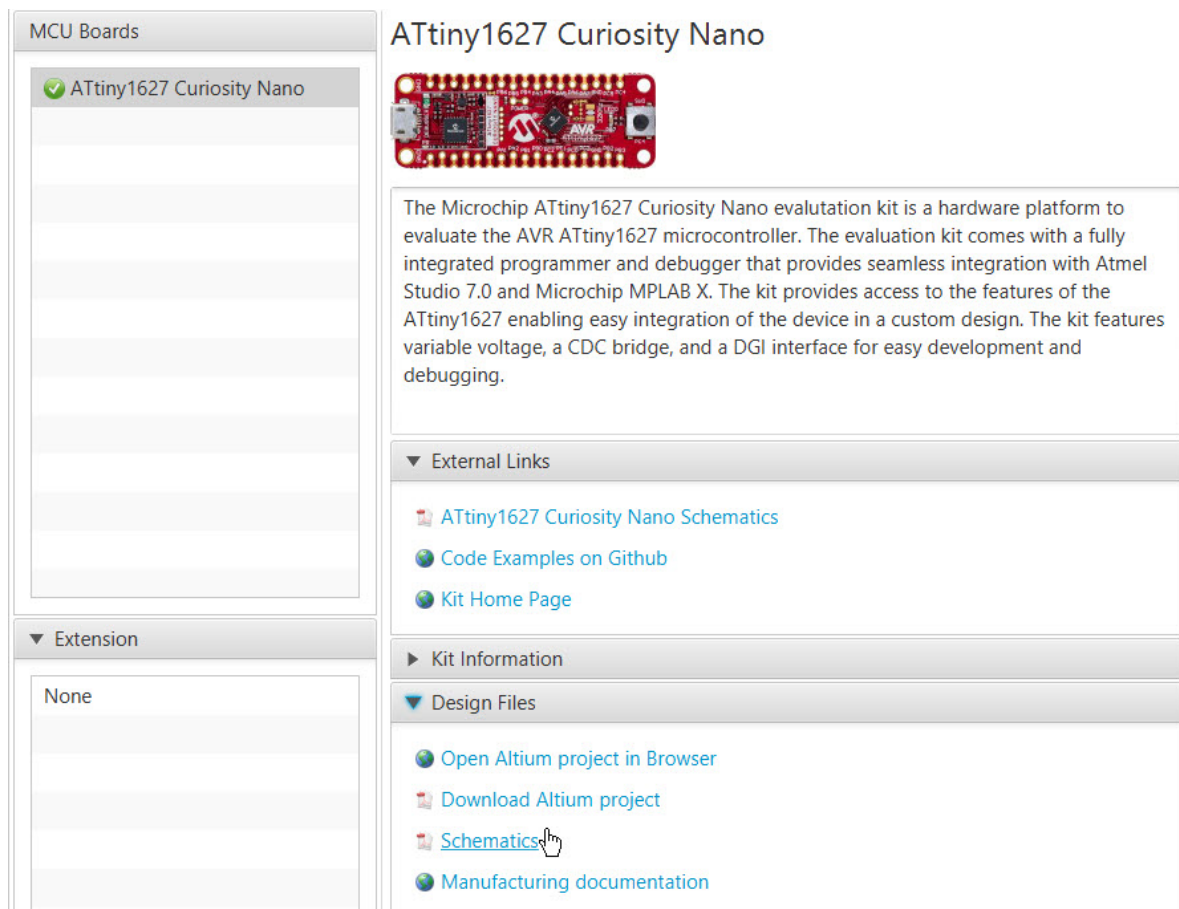 MCU Boards
ATtiny1627 Curiosity Nano
Extension
None
ATtiny1627 Curiosity Nano
AVR
The Microchip ATtiny1627 Curiosity Nano evalutation kit is a hardware platform to
evaluate the AVR ATtiny1627 microcontroller. The evaluation kit comes with a fully
integrated programmer and debugger that provides seamless integration with Atmel
Studio 7.0 and Microchip MPLAB X. The kit provides access to the features of the
ATtiny1627 enabling easy integration of the device in a custom design. The kit features
variable voltage, a CDC bridge, and a DGI interface for easy development and
debugging.
External Links
ATtiny1627 Curiosity Nano Schematics
Code Examples on Github
Kit Home Page
Kit Information
Design Files
Open Altium project in Browser
Download Altium project
Schematics
Manufacturing documentation